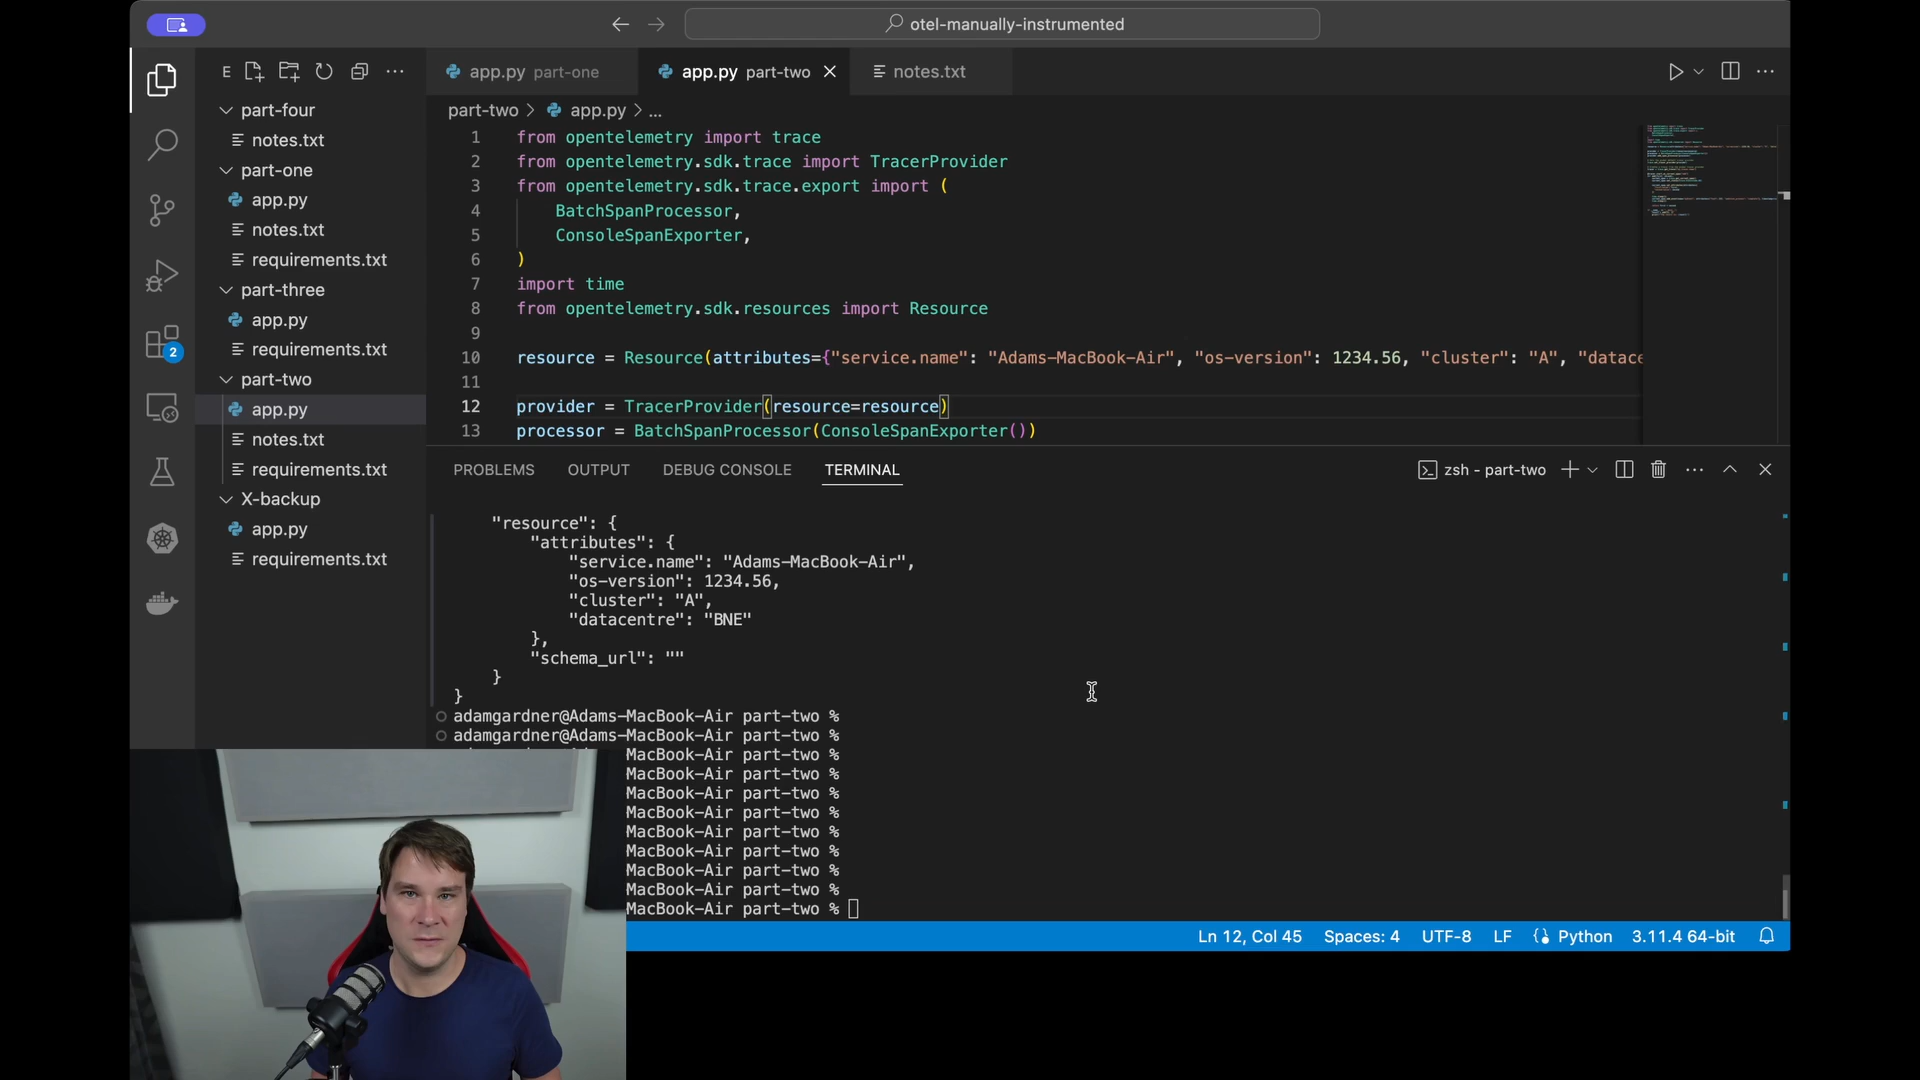 otel-manually-instrumented
E
app.py part-one
app.py part-two
notes.txt
part-two > app.py > ...
part-four
notes.txt
part-one
app.py
notes.txt
requirements.txt
part-three
app.py
requirements.txt
part-two
app.py
notes.txt
requirements.txt
X-backup
app.py
requirements.txt
2
1 from opentelemetry import trace
2 from opentelemetry.sdk.trace import TracerProvider
3 from opentelemetry.sdk.trace.export import (
4 BatchSpanProcessor,
5 ConsoleSpanExporter,
6 )
7 import time
8 from opentelemetry.sdk.resources import Resource
9
10 resource = Resource(attributes={"service.name": "Adams-MacBook-Air", "os-version": 1234.56, "cluster": "A", "datace
11
12 provider = TracerProvider(resource=resource)
13 processor = BatchSpanProcessor(ConsoleSpanExporter())
PROBLEMS OUTPUT DEBUG CONSOLE TERMINAL
zsh - part-two
"resource": {
"attributes": {
"service.name": "Adams-MacBook-Air",
"os-version": 1234.56,
"cluster": "A",
"datacentre": "BNE"
},
"schema_url": ""
}
}
adamgardner@Adams-MacBook-Air part-two %
adamgardner@Adams-MacBook-Air part-two %
MacBook-Air part-two %
MacBook-Air part-two %
MacBook-Air part-two %
MacBook-Air part-two %
MacBook-Air part-two %
MacBook-Air part-two %
MacBook-Air part-two %
MacBook-Air part-two %
MacBook-Air part-two %
Ln 12, Col 45 Spaces: 4 UTF-8 LF Python 3.11.4 64-bit